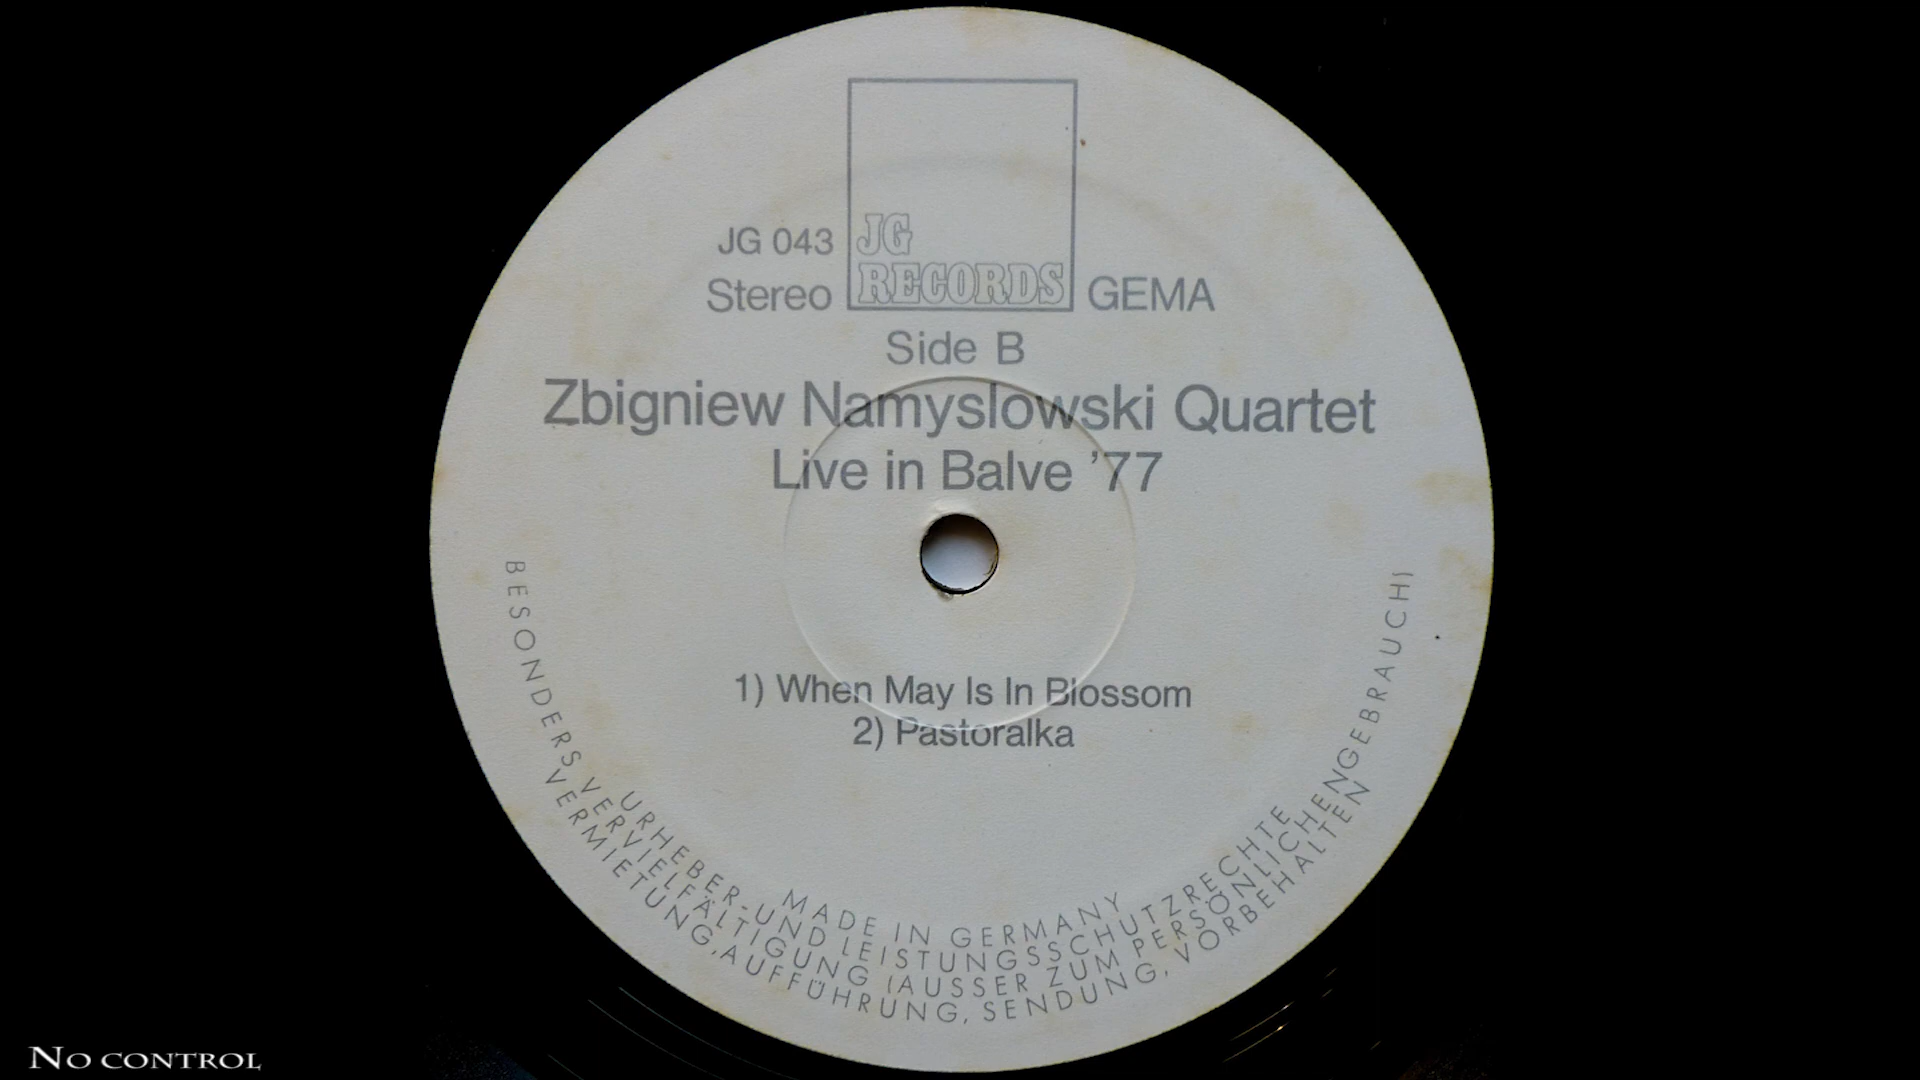 JG 043
JG
RECORDS
Stereo
GEMA
Side B
Zbigniew Namyslowski Quartet
Live in Balve '77
1) When May Is In Blossom
2) Pastoralka
MADE IN GERMANY
URHEBER-UND LEISTUNGSSCHUTZRECHTE
BESONDERS VERVIELFÄLTIGUNG (AUSSER ZUM PERSÖNLICHEN GEBRAUCH)
VERMIETUNG, AUFFÜHRUNG, SENDUNG, VORBEHALTEN
NO CONTROL